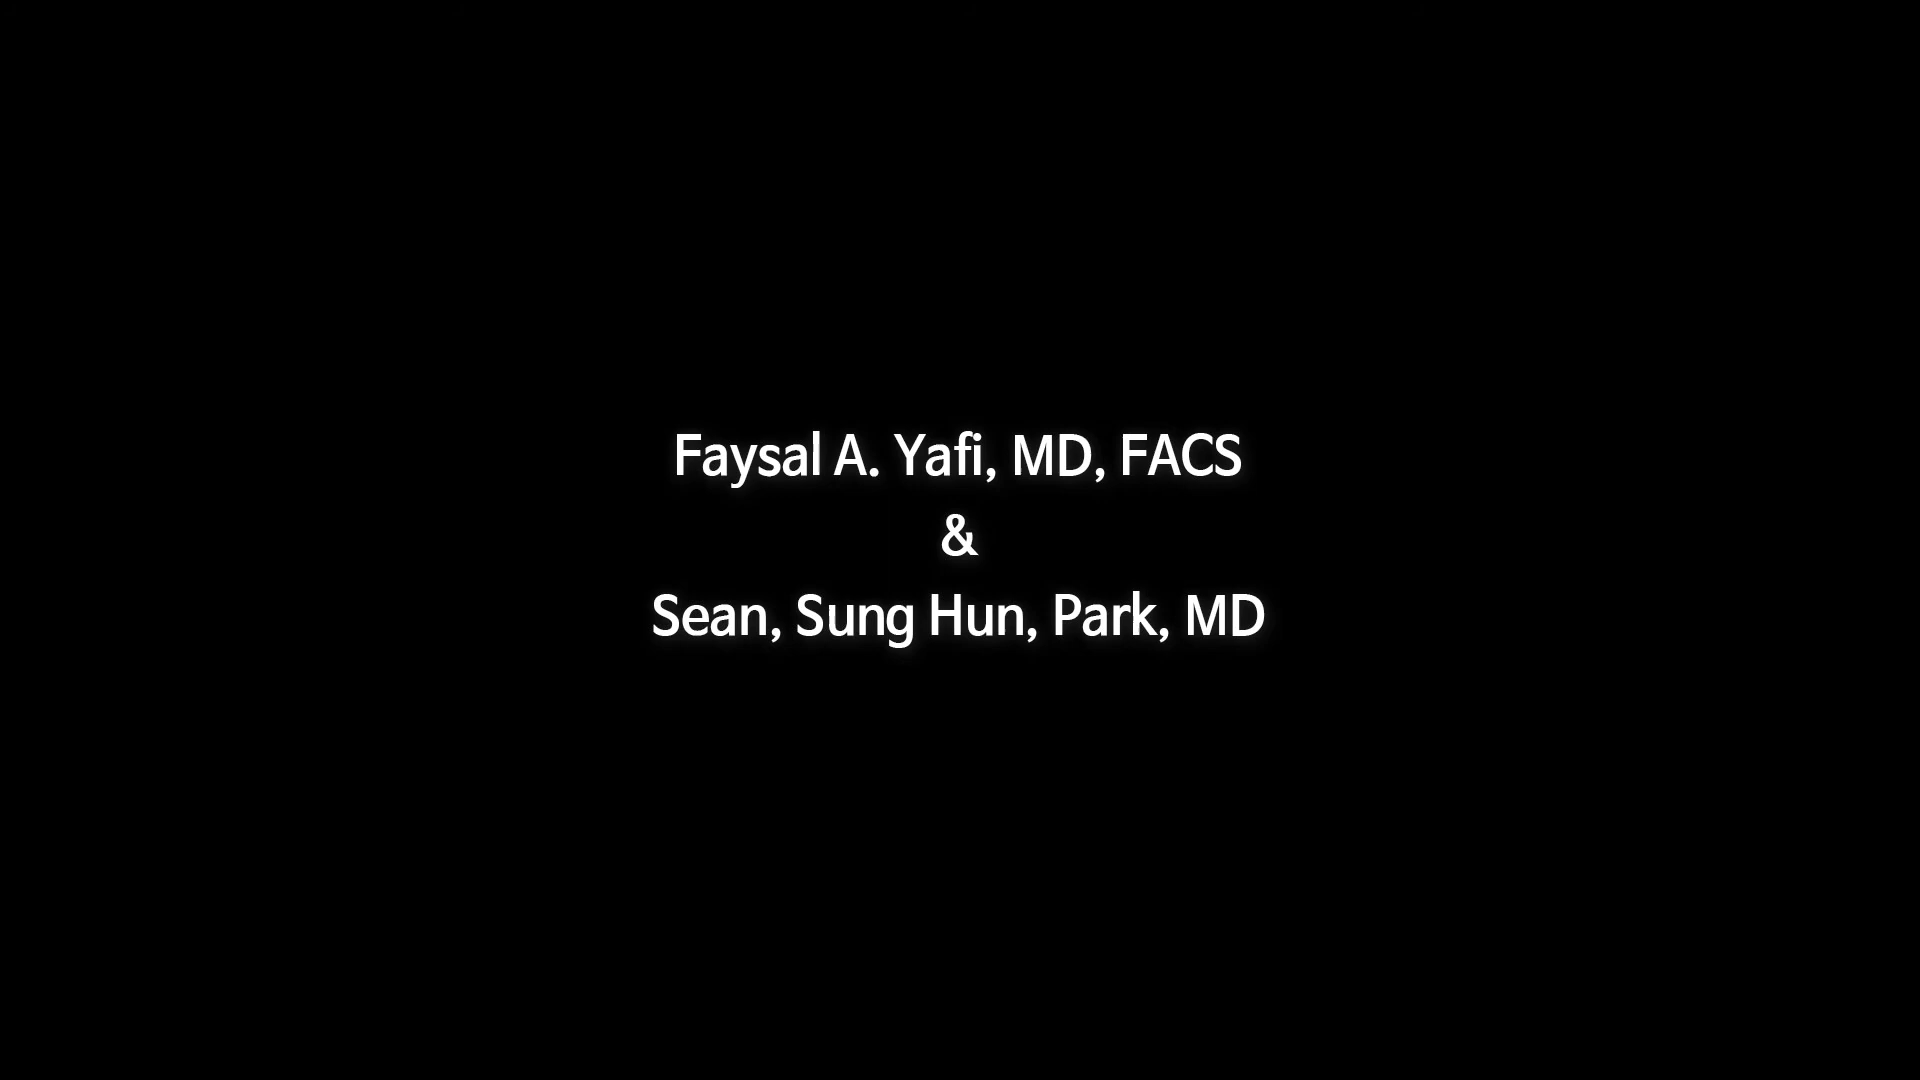 Faysal A. Yafi, MD, FACS
&
Sean, Sung Hun, Park, MD